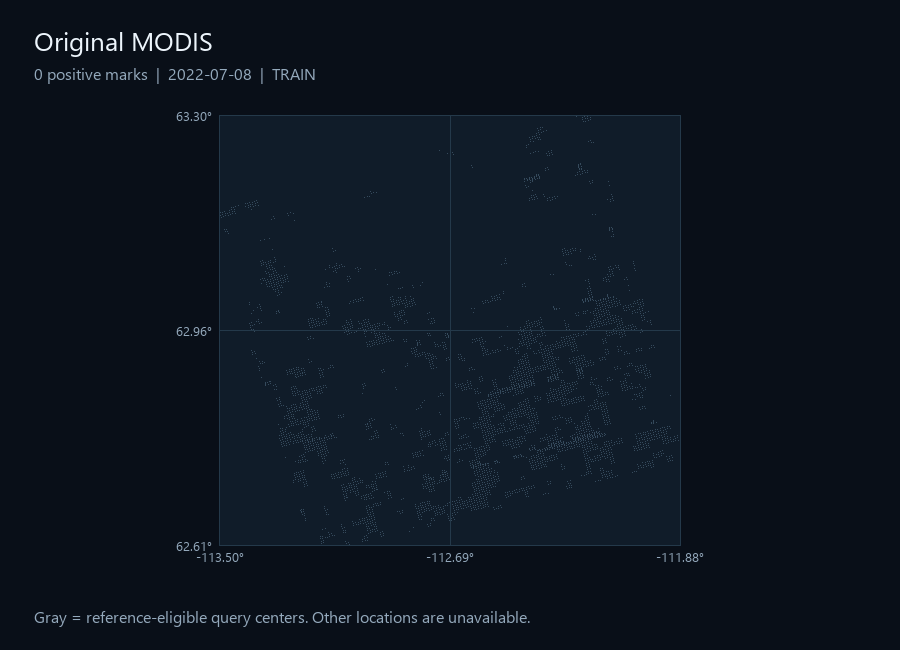 Original MODIS
0 positive marks | 2022-07-08 | TRAIN
63.30°
62.96°
62.61°
-113.50°
-112.69°
-111.88°
Gray = reference-eligible query centers. Other locations are unavailable.